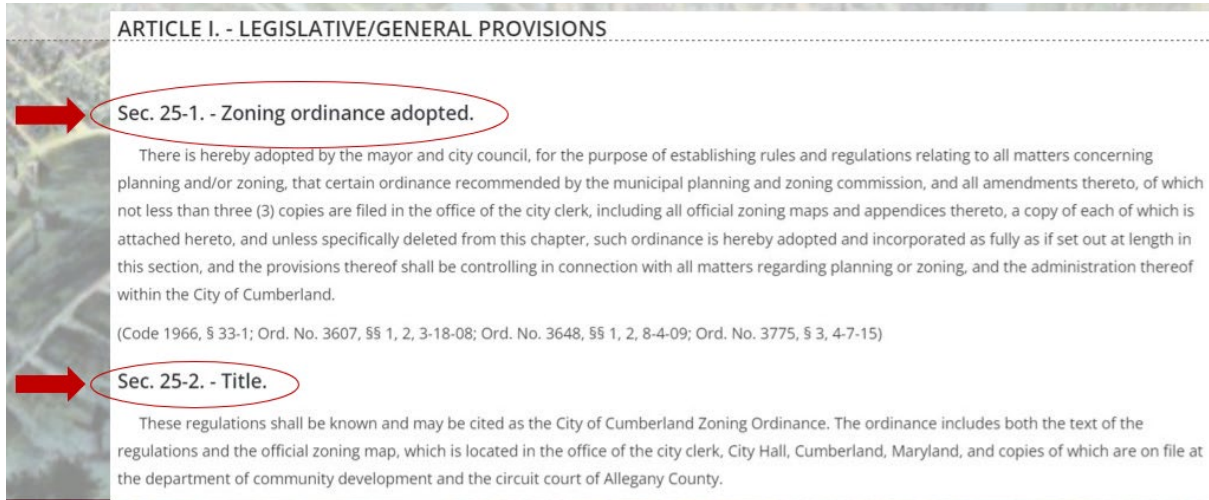 ARTICLE I. - LEGISLATIVE/GENERAL PROVISIONS
Sec. 25-1. - Zoning ordinance adopted.
There is hereby adopted by the mayor and city council, for the purpose of establishing rules and regulations relating to all matters concerning
planning and/or zoning, that certain ordinance recommended by the municipal planning and zoning commission, and all amendments thereto, of which
not less than three (3) copies are filed in the office of the city clerk, including all official zoning maps and appendices thereto, a copy of each of which is
attached hereto, and unless specifically deleted from this chapter, such ordinance is hereby adopted and incorporated as fully as if set out at length in
this section, and the provisions thereof shall be controlling in connection with all matters regarding planning or zoning, and the administration thereof
within the City of Cumberland.
(Code 1966, § 33-1; Ord. No. 3607, §§ 1, 2, 3-18-08; Ord. No. 3648, §§ 1, 2, 8-4-09; Ord. No. 3775, § 3, 4-7-15)
Sec. 25-2. - Title.
These regulations shall be known and may be cited as the City of Cumberland Zoning Ordinance. The ordinance includes both the text of the
regulations and the official zoning map, which is located in the office of the city clerk, City Hall, Cumberland, Maryland, and copies of which are on file at
the department of community development and the circuit court of Allegany County.